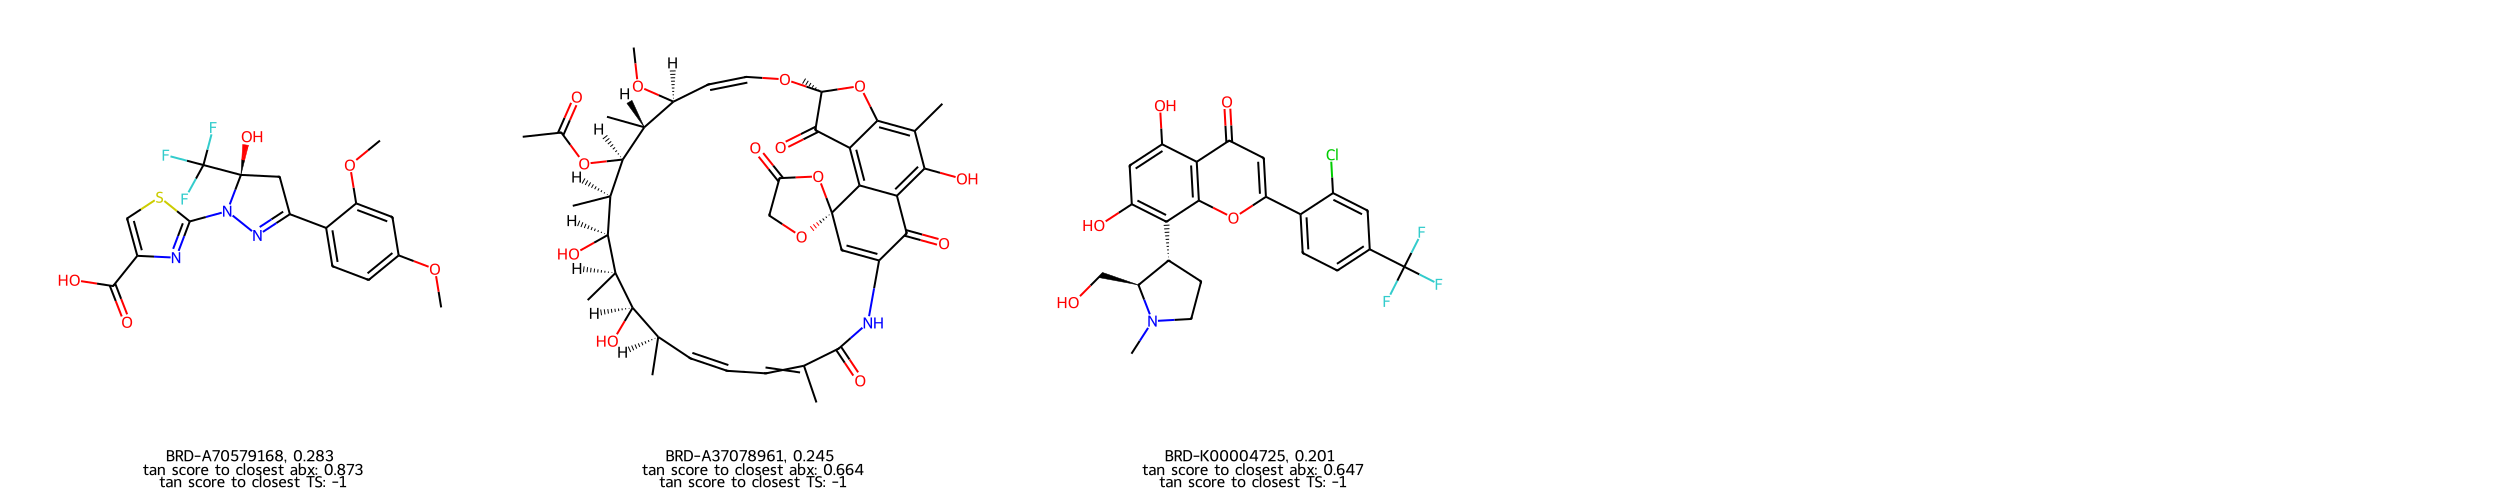 BRD-A70579168, 0.283
tan score to closest abx: 0.873
tan score to closest TS: -1
BRD-A37078961, 0.245
tan score to closest abx: 0.664
tan score to closest TS: -1
BRD-K00004725, 0.201
tan score to closest abx: 0.647
tan score to closest TS: -1
F
F
F
OH
O
O
S
N
N
N
HO
O
H
O
H
O
H
O
O
O
O
O
O
H
H
HO
H
H
HO
H
OH
O
O
NH
O
OH
O
Cl
HO
O
F
F
F
HO
N